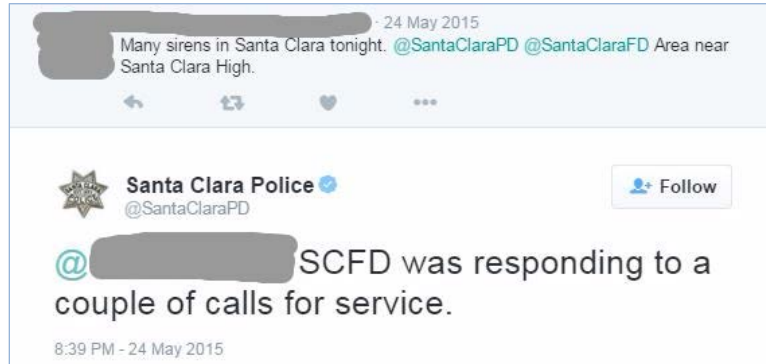 · 24 May 2015
Many sirens in Santa Clara tonight. @SantaClaraPD @SantaClaraFD Area near
Santa Clara High.
Santa Clara Police
@SantaClaraPD
Follow
@ SCFD was responding to a
couple of calls for service.
8:39 PM - 24 May 2015